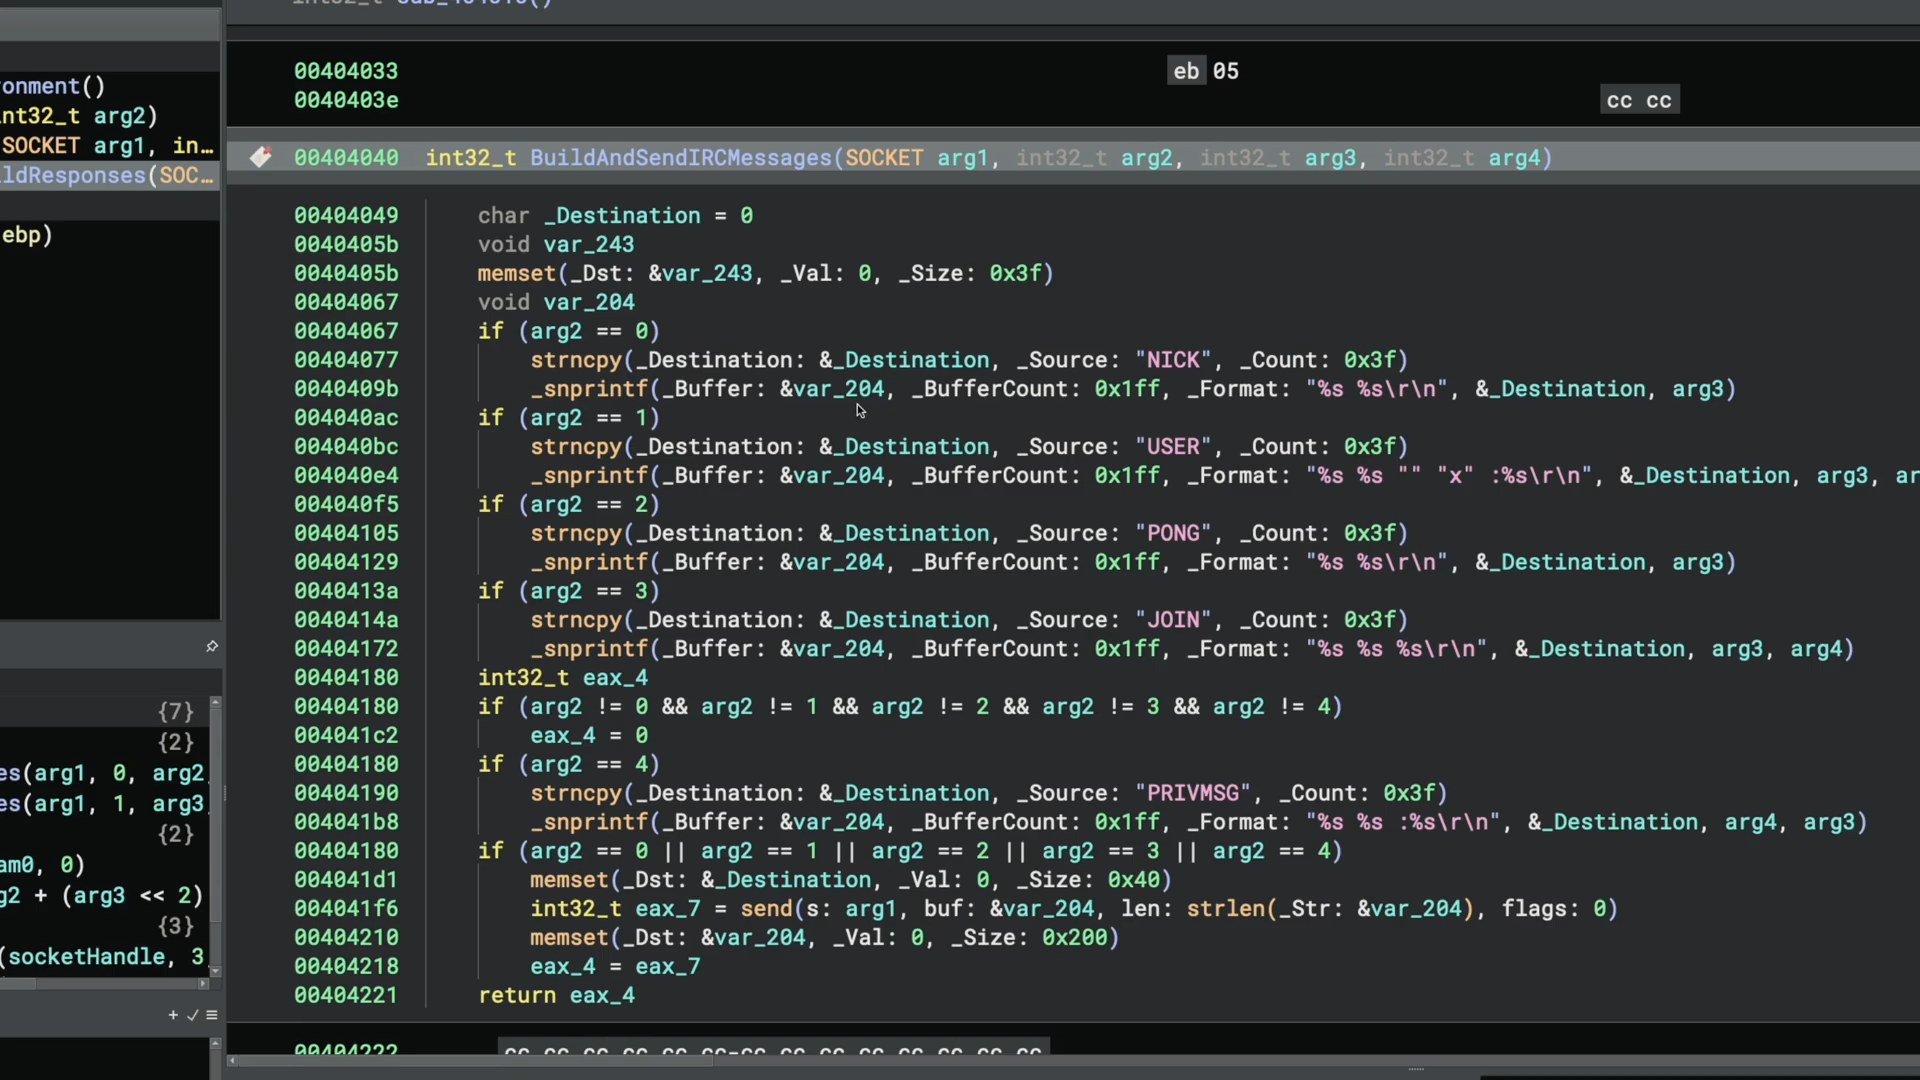 00404033 eb 05
0040403e cc cc
onment()
nt32_t arg2)
SOCKET arg1, in…
ldResponses(SOC…
ebp)
00404040 int32_t BuildAndSendIRCMessages(SOCKET arg1, int32_t arg2, int32_t arg3, int32_t arg4)
00404049 char _Destination = 0
0040405b void var_243
0040405b memset(_Dst: &var_243, _Val: 0, _Size: 0x3f)
00404067 void var_204
00404067 if (arg2 == 0)
00404077 strncpy(_Destination: &_Destination, _Source: "NICK", _Count: 0x3f)
0040409b _snprintf(_Buffer: &var_204, _BufferCount: 0x1ff, _Format: "%s %s\r\n", &_Destination, arg3)
004040ac if (arg2 == 1)
004040bc strncpy(_Destination: &_Destination, _Source: "USER", _Count: 0x3f)
004040e4 _snprintf(_Buffer: &var_204, _BufferCount: 0x1ff, _Format: "%s %s "" "x" :%s\r\n", &_Destination, arg3, ar
004040f5 if (arg2 == 2)
00404105 strncpy(_Destination: &_Destination, _Source: "PONG", _Count: 0x3f)
00404129 _snprintf(_Buffer: &var_204, _BufferCount: 0x1ff, _Format: "%s %s\r\n", &_Destination, arg3)
0040413a if (arg2 == 3)
0040414a strncpy(_Destination: &_Destination, _Source: "JOIN", _Count: 0x3f)
00404172 _snprintf(_Buffer: &var_204, _BufferCount: 0x1ff, _Format: "%s %s %s\r\n", &_Destination, arg3, arg4)
00404180 int32_t eax_4
00404180 if (arg2 != 0 && arg2 != 1 && arg2 != 2 && arg2 != 3 && arg2 != 4)
004041c2 eax_4 = 0
00404180 if (arg2 == 4)
00404190 strncpy(_Destination: &_Destination, _Source: "PRIVMSG", _Count: 0x3f)
004041b8 _snprintf(_Buffer: &var_204, _BufferCount: 0x1ff, _Format: "%s %s :%s\r\n", &_Destination, arg4, arg3)
00404180 if (arg2 == 0 || arg2 == 1 || arg2 == 2 || arg2 == 3 || arg2 == 4)
004041d1 memset(_Dst: &_Destination, _Val: 0, _Size: 0x40)
004041f6 int32_t eax_7 = send(s: arg1, buf: &var_204, len: strlen(_Str: &var_204), flags: 0)
00404210 memset(_Dst: &var_204, _Val: 0, _Size: 0x200)
00404218 eax_4 = eax_7
00404221 return eax_4
{7}
{2}
es(arg1, 0, arg2
es(arg1, 1, arg3
{2}
am0, 0)
g2 + (arg3 << 2)
{3}
(socketHandle, 3
00404222